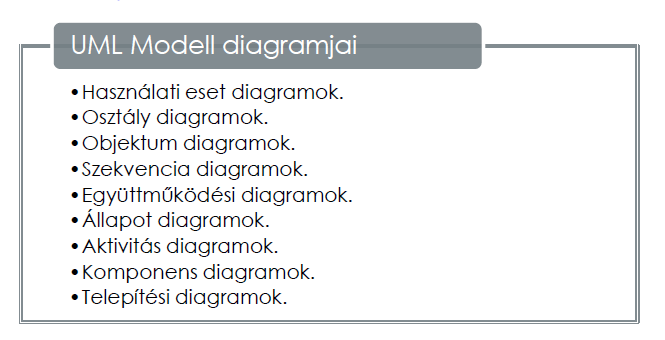 UML Modell diagramjai
•Használati eset diagramok.
•Osztály diagramok.
•Objektum diagramok.
•Szekvencia diagramok.
•Együttműködési diagramok.
•Állapot diagramok.
•Aktivitás diagramok.
•Komponens diagramok.
•Telepítési diagramok.